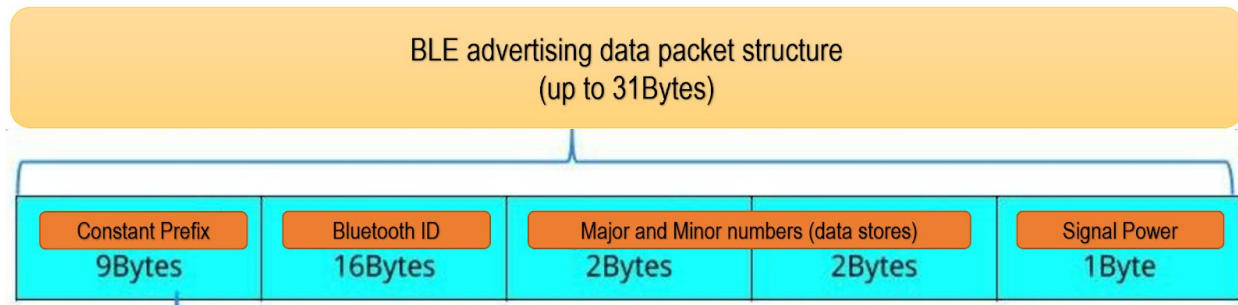 BLE advertising data packet structure
(up to 31Bytes)
Constant Prefix
Bluetooth ID
Major and Minor numbers (data stores)
Signal Power
9Bytes
16Bytes
2Bytes
2Bytes
1Byte